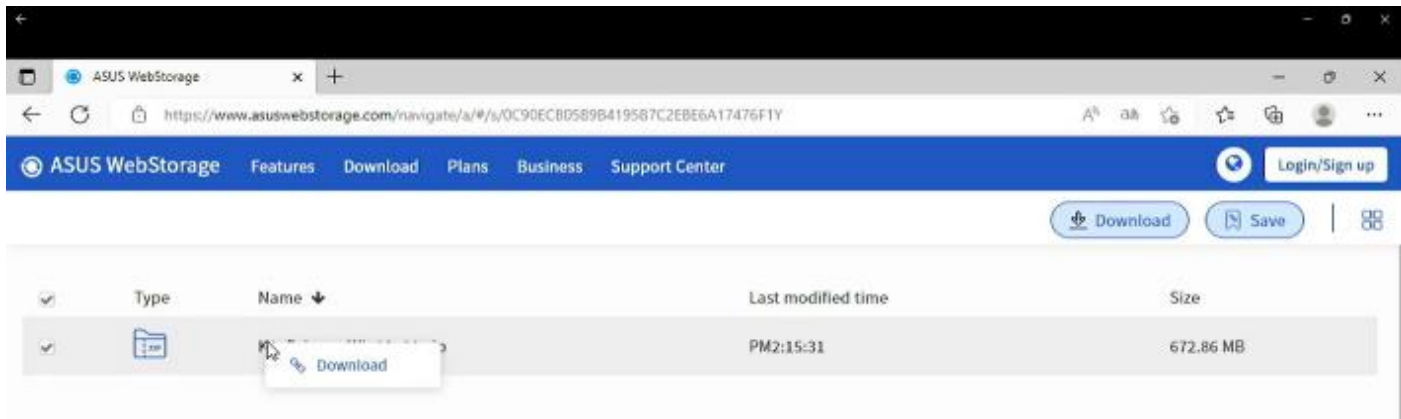 ASUS WebStorage
https://www.asuswebstorage.com/navigate/a/#/s/0C90ECB0589B419587C2EBE6A17476F1Y
ASUS WebStorage Features Download Plans Business Support Center Login/Sign up
Download Save
Type Name Last modified time Size
PM2:15:31 672.86 MB
Download